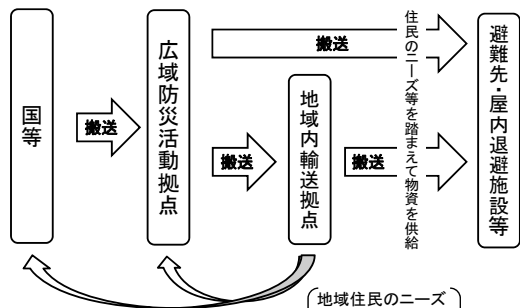 国等
搬送
広域防災活動拠点
搬送
搬送
地域内輸送拠点
搬送
住民のニーズ等を踏まえて物資を供給
避難先・屋内退避施設等
地域住民のニーズ